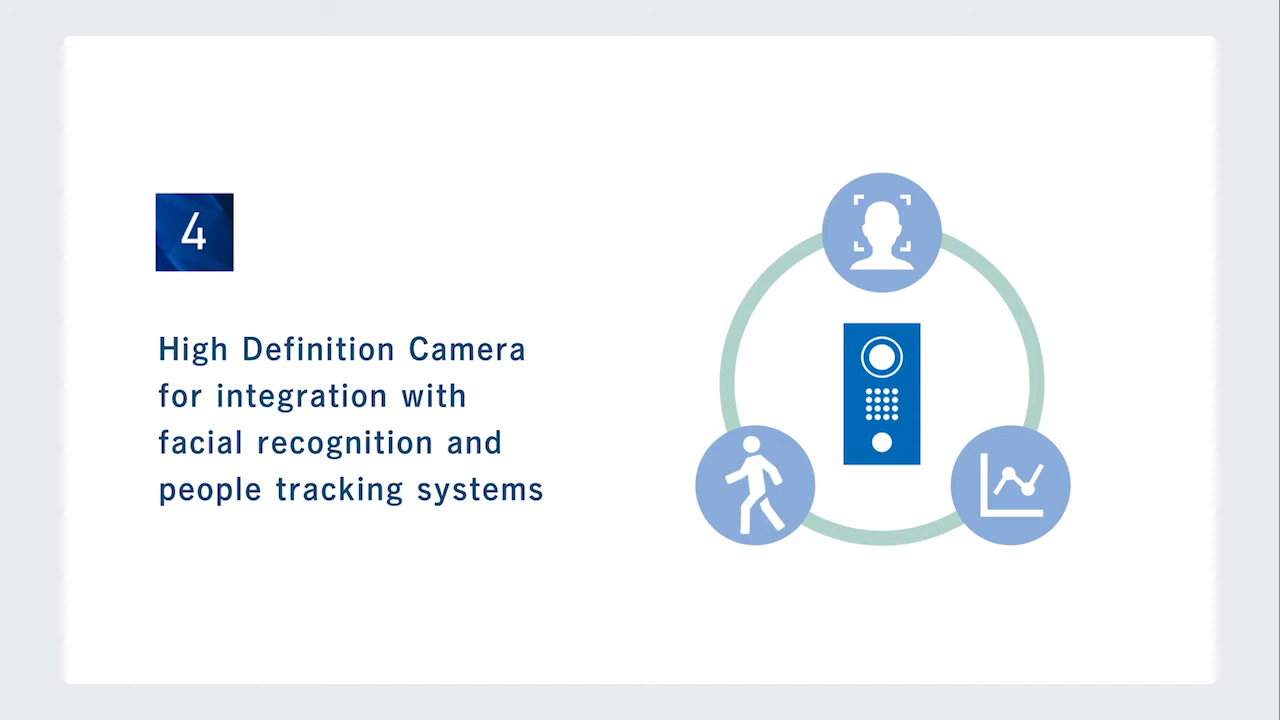 4
High Definition Camera
for integration with
facial recognition and
people tracking systems